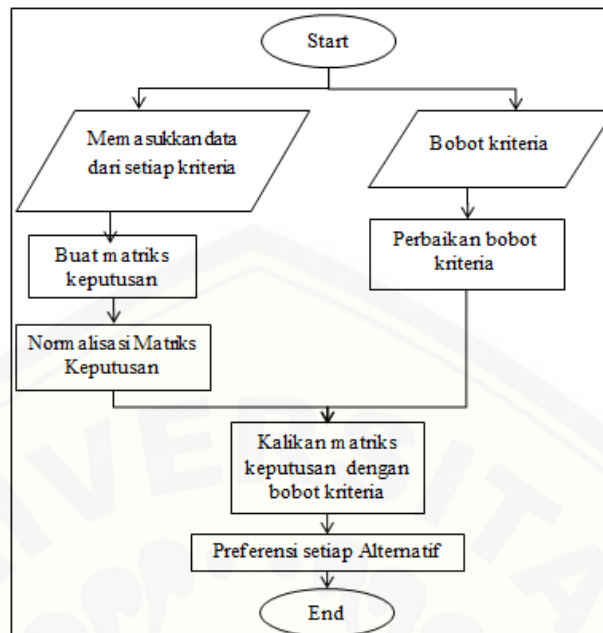 Start
Memasukkan data
dari setiap kriteria
Bobot kriteria
Buat matriks
keputusan
Perbaikan bobot
kriteria
Normalisasi Matriks
Keputusan
Kalikan matriks
keputusan dengan
bobot kriteria
Preferensi setiap Alternatif
End
IVERSITA